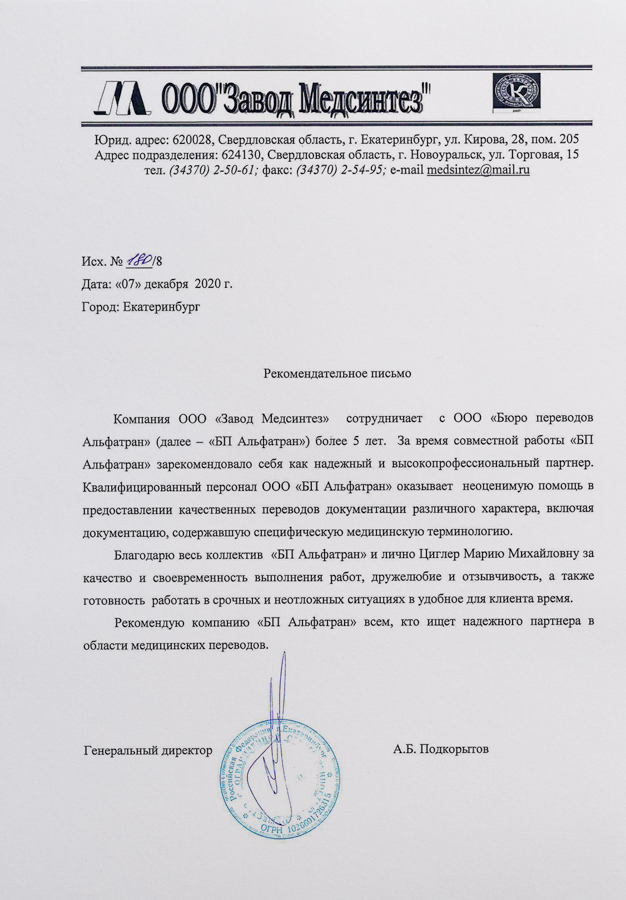 ООО"Завод Медсинтез"
Юрид. адрес: 620028, Свердловская область, г. Екатеринбург, ул. Кирова, 28, пом. 205
Адрес подразделения: 624130, Свердловская область, г. Новоуральск, ул. Торговая, 15
тел. (34370) 2-50-61; факс: (34370) 2-54-95; e-mail medsintez@mail.ru
Исх. № 180/8
Дата: «07» декабря 2020 г.
Город: Екатеринбург
Рекомендательное письмо
Компания ООО «Завод Медсинтез» сотрудничает с ООО «Бюро переводов
Альфатран» (далее – «БП Альфатран») более 5 лет. За время совместной работы «БП
Альфатран» зарекомендовало себя как надежный и высокопрофессиональный партнер.
Квалифицированный персонал ООО «БП Альфатран» оказывает неоценимую помощь в
предоставлении качественных переводов документации различного характера, включая
документацию, содержавшую специфическую медицинскую терминологию.
Благодарю весь коллектив «БП Альфатран» и лично Циглер Марию Михайловну за
качество и своевременность выполнения работ, дружелюбие и отзывчивость, а также
готовность работать в срочных и неотложных ситуациях в удобное для клиента время.
Рекомендую компанию «БП Альфатран» всем, кто ищет надежного партнера в
области медицинских переводов.
Генеральный директор А.Б. Подкорытов
Российская Федерация г. Екатеринбург
ОГРН